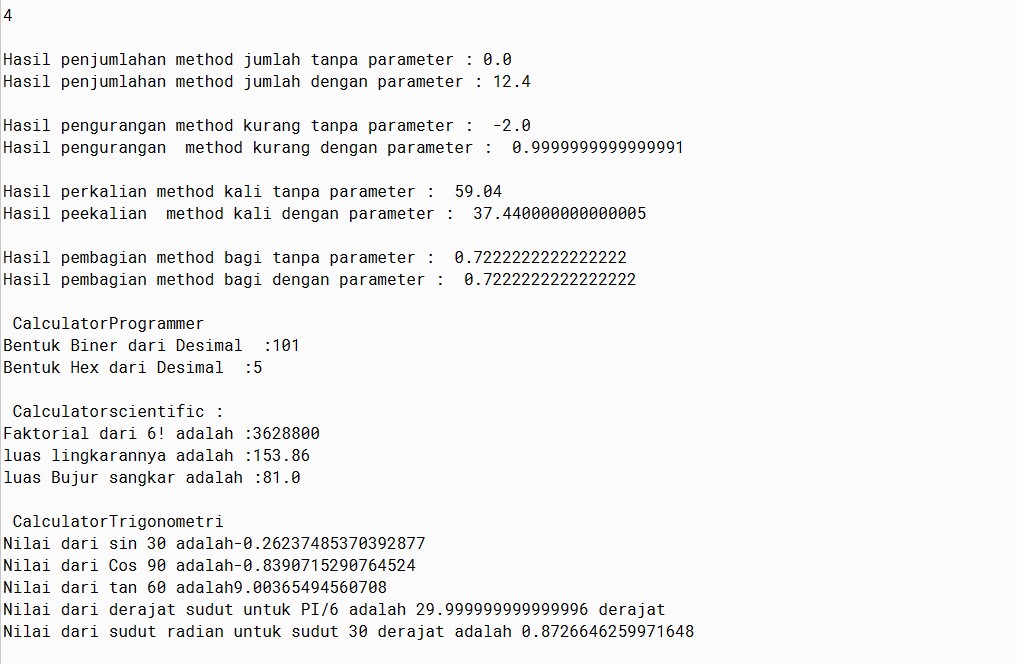 4
Hasil penjumlahan method jumlah tanpa parameter : 0.0
Hasil penjumlahan method jumlah dengan parameter : 12.4
Hasil pengurangan method kurang tanpa parameter :  -2.0
Hasil pengurangan  method kurang dengan parameter :  0.9999999999999991
Hasil perkalian method kali tanpa parameter :  59.04
Hasil peekalian  method kali dengan parameter :  37.440000000000005
Hasil pembagian method bagi tanpa parameter :  0.7222222222222222
Hasil pembagian method bagi dengan parameter :  0.7222222222222222
CalculatorProgrammer
Bentuk Biner dari Desimal  :101
Bentuk Hex dari Desimal  :5
Calculatorscientific :
Faktorial dari 6! adalah :3628800
luas lingkarannya adalah :153.86
luas Bujur sangkar adalah :81.0
CalculatorTrigonometri
Nilai dari sin 30 adalah-0.26237485370392877
Nilai dari Cos 90 adalah-0.8390715290764524
Nilai dari tan 60 adalah9.00365494560708
Nilai dari derajat sudut untuk PI/6 adalah 29.999999999999996 derajat
Nilai dari sudut radian untuk sudut 30 derajat adalah 0.8726646259971648